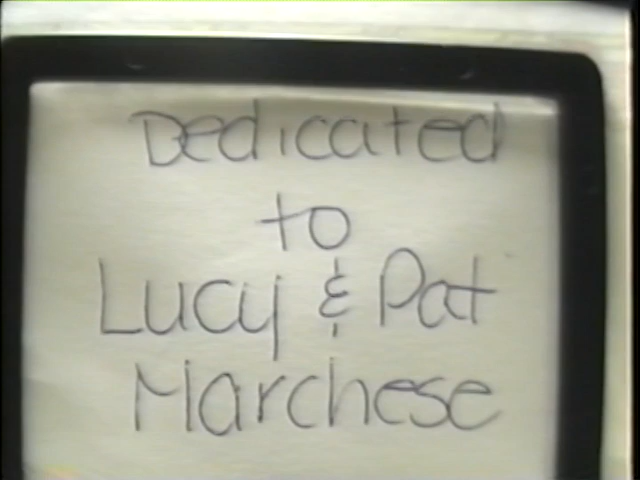 Dedicated
to
Lucy & Pat
Marchese